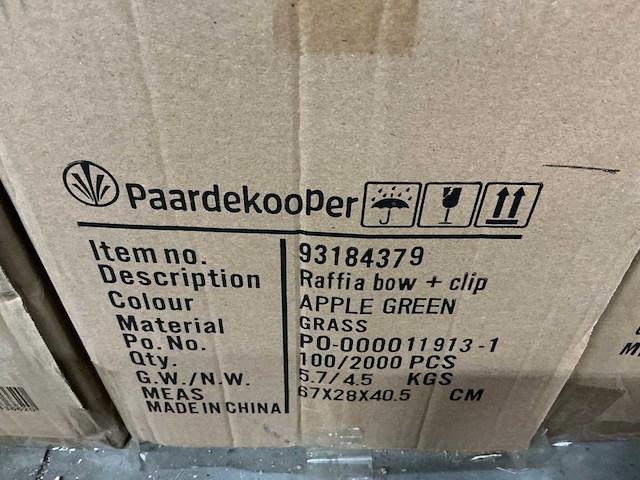 Paardekooper
Item no. 93184379
Description Raffia bow + clip
Colour APPLE GREEN
Material GRASS
Po. No. PO-000011913-1
Qty. 100/2000 PCS
G.W./N.W. 5.7/4.5 KGS
MEAS 67X28X40.5 CM
MADE IN CHINA